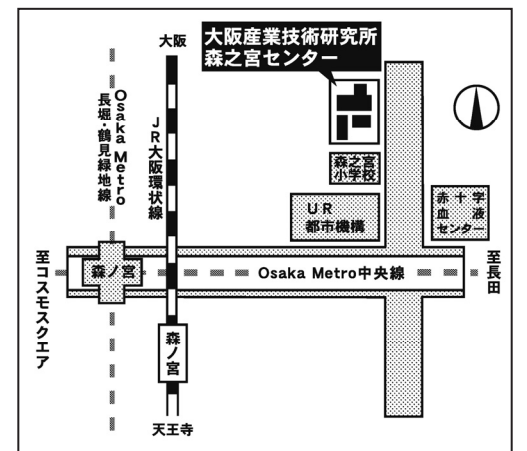 大阪
大阪産業技術研究所
森之宮センター
Osaka Metro
長堀・鶴見緑地線
JR大阪環状線
森之宮
小学校
UR
都市機構
赤十字
血液
センター
至コスモスクエア
森ノ宮
Osaka Metro中央線
至長田
森ノ宮
天王寺